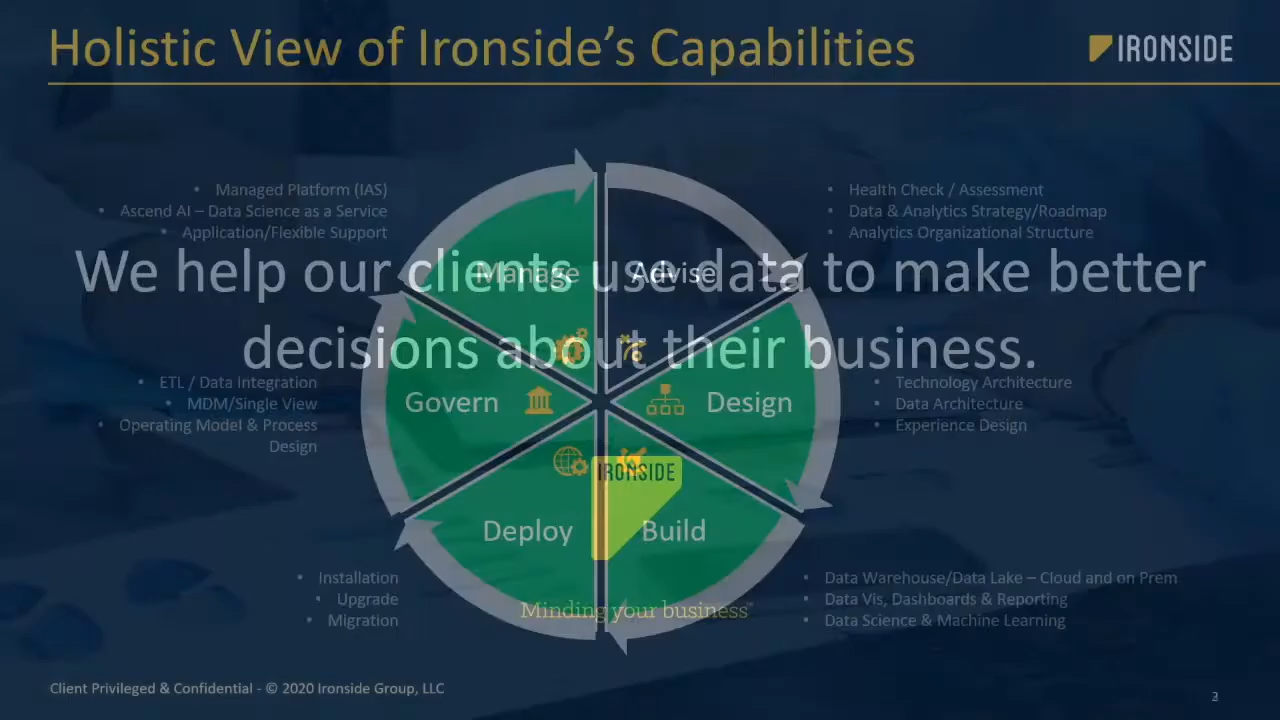 Holistic View of Ironside's Capabilities
IRONSIDE
• Managed Platform (IAS)
• Ascend AI – Data Science as a Service
• Application/Flexible Support
• Health Check / Assessment
• Data & Analytics Strategy/Roadmap
• Analytics Organizational Structure
We help our clients use data to make better
decisions about their business.
Manage
Advise
• ETL / Data Integration
• MDM/Single View
• Operating Model & Process
Design
Govern
Design
• Technology Architecture
• Data Architecture
• Experience Design
IRONSIDE
Deploy
Build
• Installation
• Upgrade
• Migration
Minding your business™
• Data Warehouse/Data Lake – Cloud and on Prem
• Data Vis, Dashboards & Reporting
• Data Science & Machine Learning
Client Privileged & Confidential - © 2020 Ironside Group, LLC
3